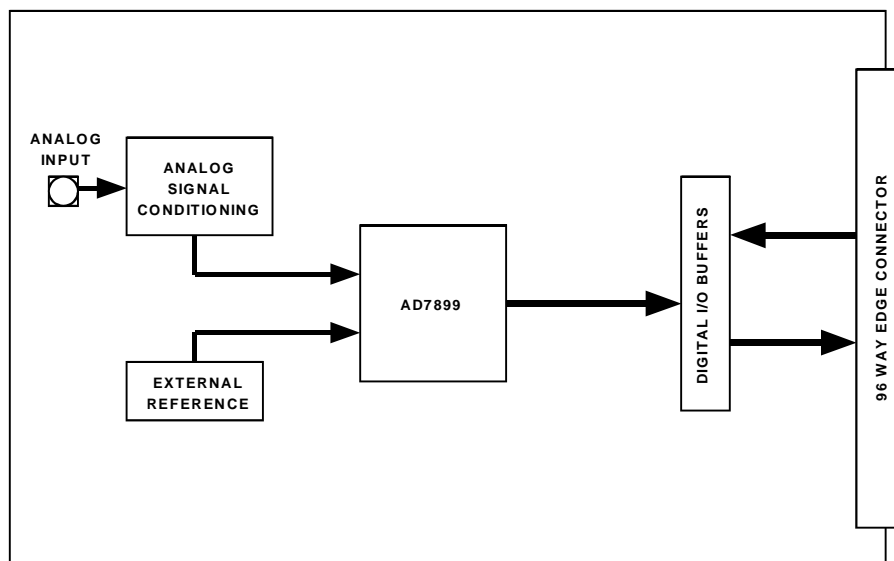 ANALOG
INPUT
ANALOG
SIGNAL
CONDITIONING
AD7899
EXTERNAL
REFERENCE
DIGITAL I/O BUFFERS
96 WAY EDGE CONNECTOR